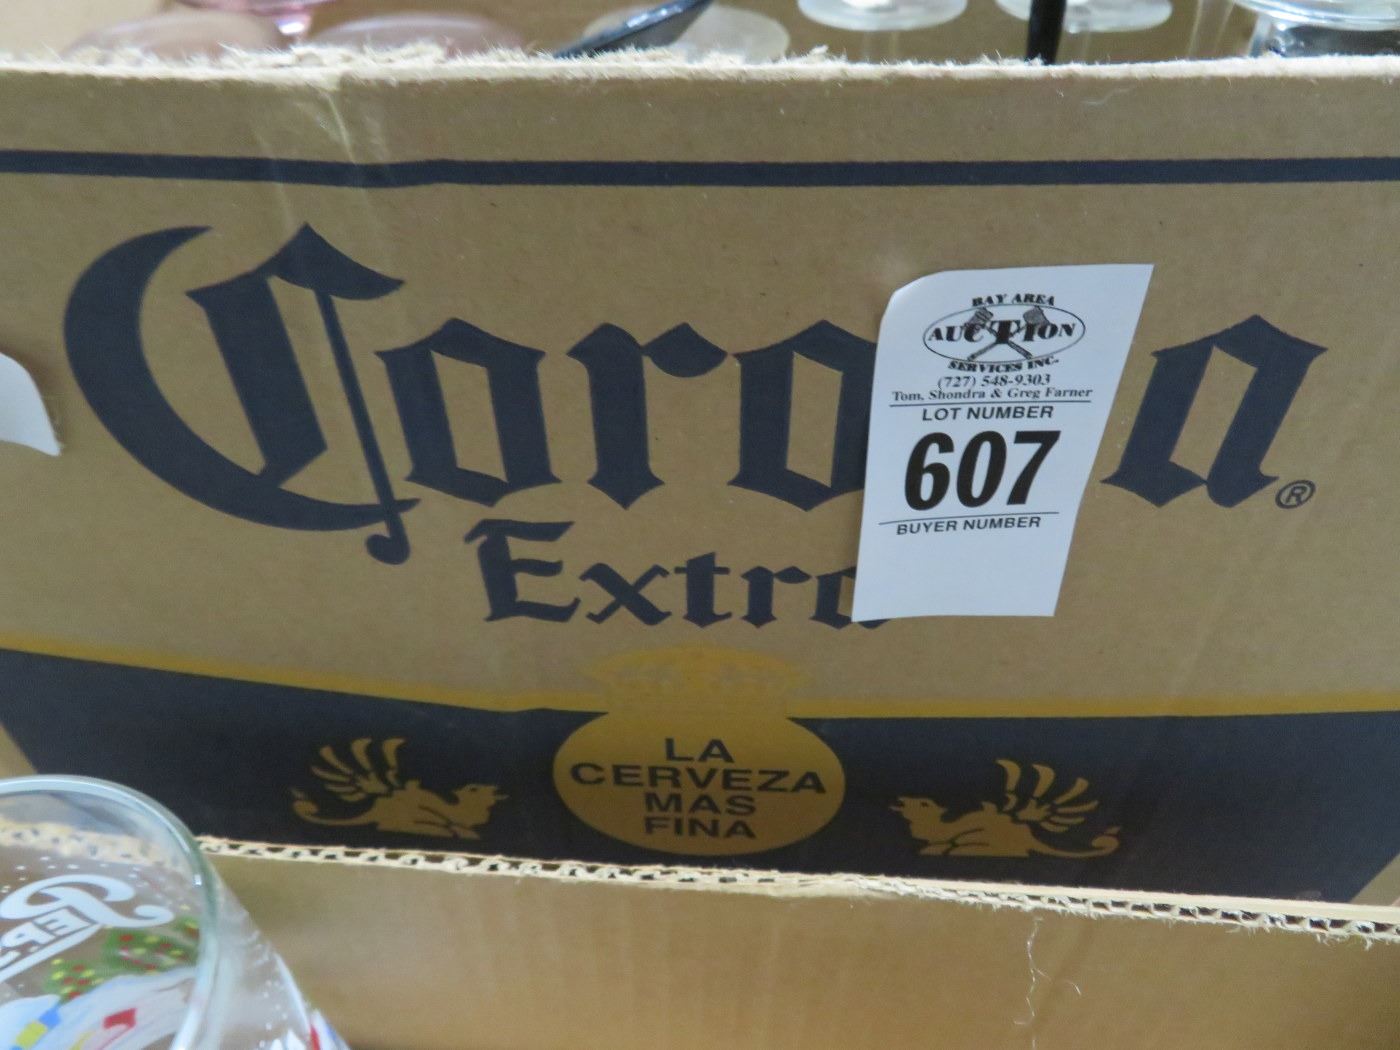 Coro a®
Extra
BAY AREA
AUCTION
SERVICES INC.
(727) 548-9303
Tom, Shondra & Greg Farner
LOT NUMBER
607
BUYER NUMBER
LA
CERVEZA
MAS
FINA
PEPS